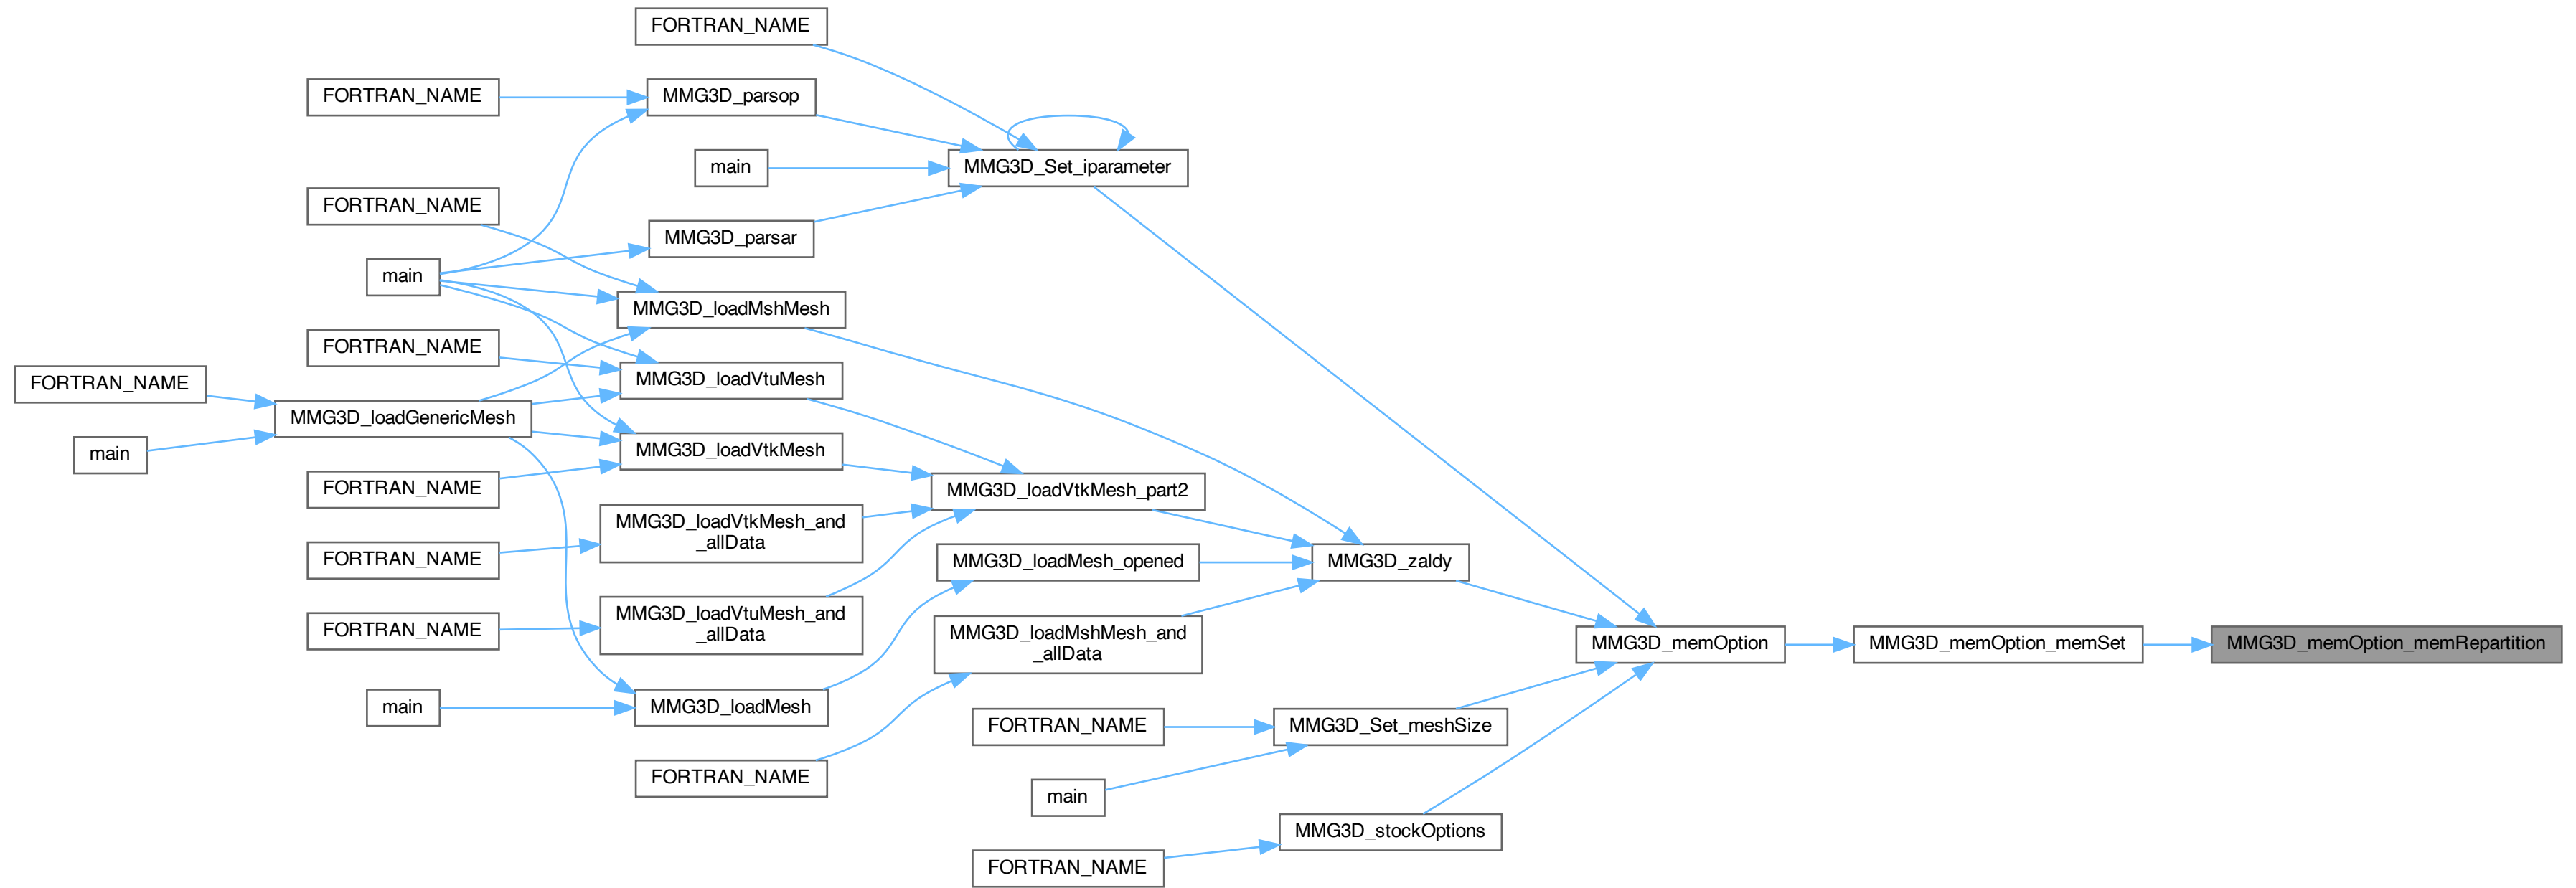 FORTRAN_NAME
FORTRAN_NAME
MMG3D_parsop
main
MMG3D_Set_iparameter
FORTRAN_NAME
MMG3D_parsar
main
MMG3D_loadMshMesh
FORTRAN_NAME
FORTRAN_NAME
MMG3D_loadVtuMesh
MMG3D_loadGenericMesh
main
MMG3D_loadVtkMesh
FORTRAN_NAME
MMG3D_loadVtkMesh_part2
MMG3D_loadVtkMesh_and
_allData
FORTRAN_NAME
MMG3D_loadMesh_opened
MMG3D_zaldy
MMG3D_loadVtuMesh_and
_allData
FORTRAN_NAME
MMG3D_loadMshMesh_and
_allData
MMG3D_memOption
MMG3D_memOption_memSet
MMG3D_memOption_memRepartition
main
MMG3D_loadMesh
FORTRAN_NAME
MMG3D_Set_meshSize
FORTRAN_NAME
main
MMG3D_stockOptions
FORTRAN_NAME